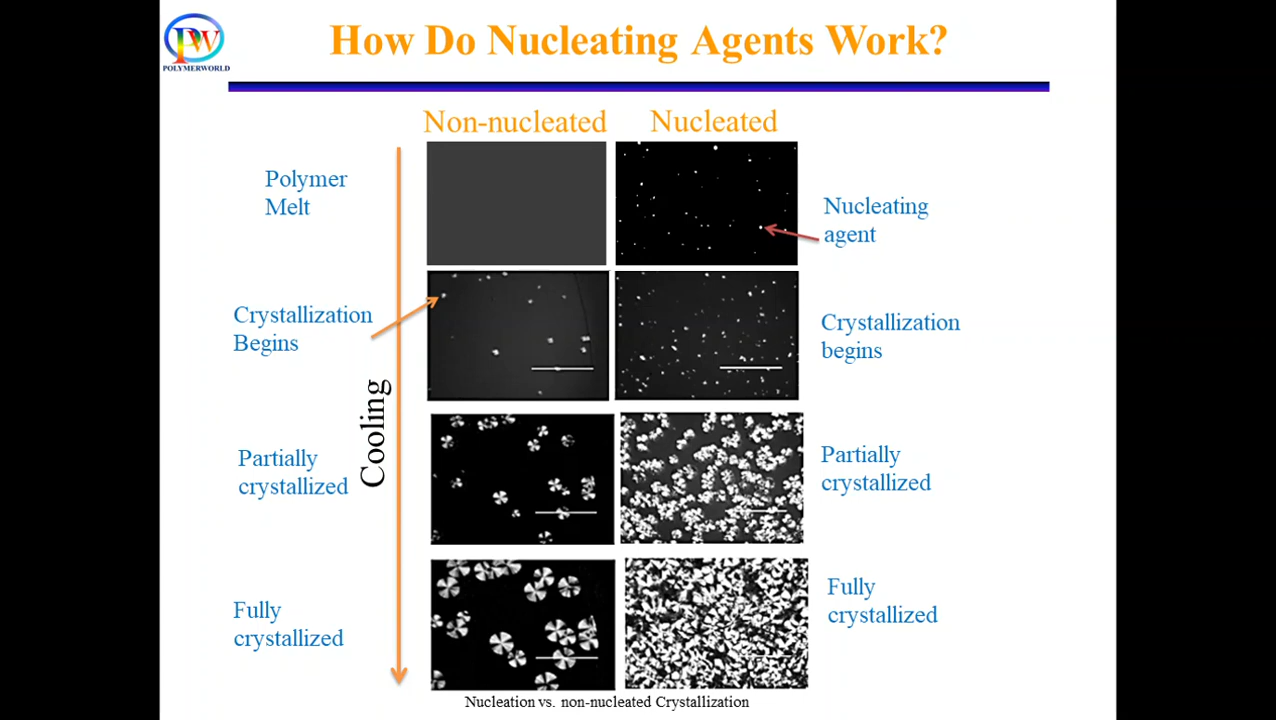 PW
POLYMERWORLD
How Do Nucleating Agents Work?
Non-nucleated
Nucleated
Polymer
Melt
Nucleating
agent
Crystallization
Begins
Crystallization
begins
Cooling
Partially
crystallized
Partially
crystallized
Fully
crystallized
Fully
crystallized
Nucleation vs. non-nucleated Crystallization